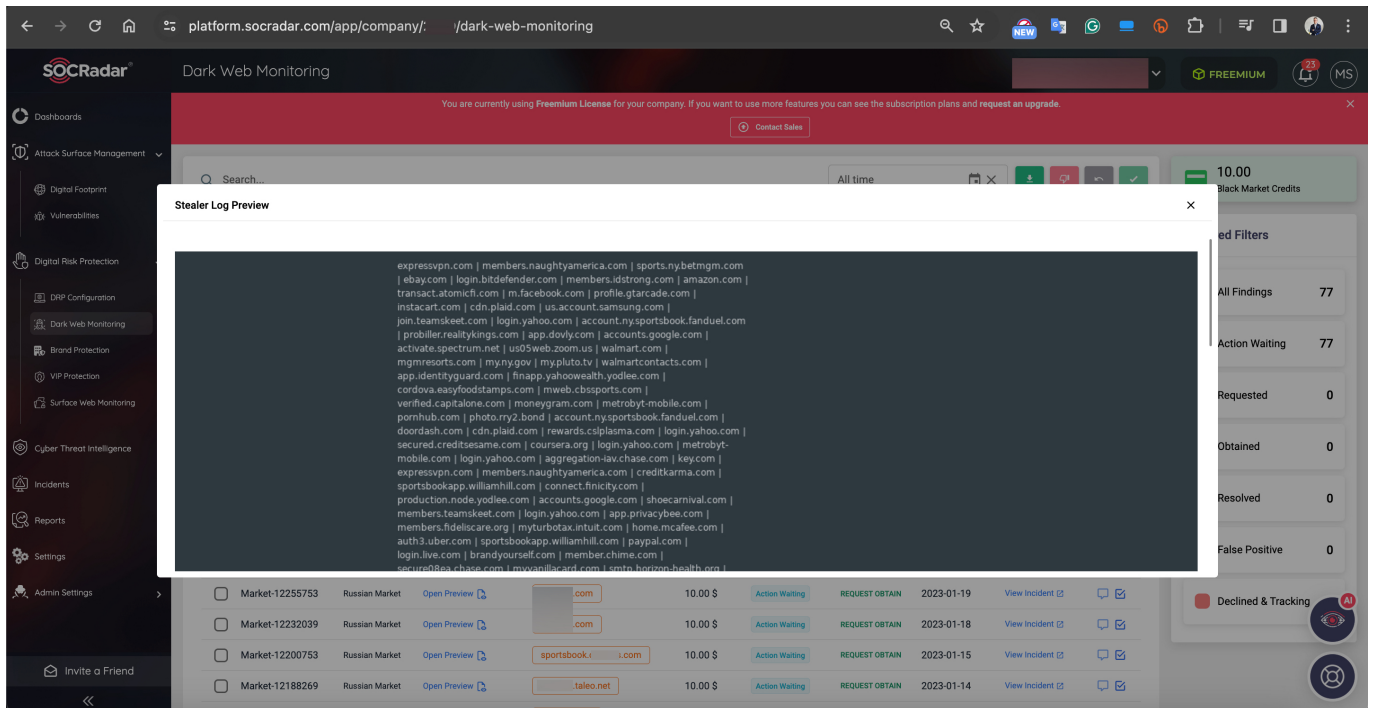 platform.socradar.com/app/company/ /dark-web-monitoring
NEW
SOCRadar®
Dark Web Monitoring
FREEMIUM
23
MS
You are currently using Freemium License for your company. If you want to use more features you can see the subscription plans and request an upgrade.
Contact Sales
Dashboards
Attack Surface Management
Digital Footprint
Vulnerabilities
Digital Risk Protection
DRP Configuration
Dark Web Monitoring
Brand Protection
VIP Protection
Surface Web Monitoring
Cyber Threat Intelligence
Incidents
Reports
Settings
Admin Settings
Invite a Friend
Search...
All time
10.00
Black Market Credits
Stealer Log Preview
expressvpn.com | members.naughtyamerica.com | sports.ny.betmgm.com
| ebay.com | login.bitdefender.com | members.idstrong.com | amazon.com |
transact.atomicfi.com | m.facebook.com | profile.gtarcade.com |
instacart.com | cdn.plaid.com | us.account.samsung.com |
join.teamskeet.com | login.yahoo.com | account.ny.sportsbook.fanduel.com
| probiller.realitykings.com | app.dovly.com | accounts.google.com |
activate.spectrum.net | us05web.zoom.us | walmart.com |
mgmresorts.com | my.ny.gov | my.pluto.tv | walmartcontacts.com |
app.identityguard.com | finapp.yahoowealth.yodlee.com |
cordova.easyfoodstamps.com | mweb.cbssports.com |
verified.capitalone.com | moneygram.com | metrobyt-mobile.com |
pornhub.com | photo.rry2.bond | account.ny.sportsbook.fanduel.com |
doordash.com | cdn.plaid.com | rewards.cslplasma.com | login.yahoo.com |
secured.creditsesame.com | coursera.org | login.yahoo.com | metrobyt-
mobile.com | login.yahoo.com | aggregation-iav.chase.com | key.com |
expressvpn.com | members.naughtyamerica.com | creditkarma.com |
sportsbookapp.williamhill.com | connect.finicity.com |
production.node.yodlee.com | accounts.google.com | shoecarnival.com |
members.teamskeet.com | login.yahoo.com | app.privacybee.com |
members.fideliscare.org | myturbotax.intuit.com | home.mcafee.com |
auth3.uber.com | sportsbookapp.williamhill.com | paypal.com |
login.live.com | brandyourself.com | member.chime.com |
secure08ea.chase.com | myvanillacard.com | smtp.horizon-health.org |
ed Filters
All Findings 77
Action Waiting 77
Requested 0
Obtained 0
Resolved 0
False Positive 0
Declined & Tracking
AI
Market-12255753 Russian Market Open Preview .com 10.00 $ Action Waiting REQUEST OBTAIN 2023-01-19 View Incident
Market-12232039 Russian Market Open Preview .com 10.00 $ Action Waiting REQUEST OBTAIN 2023-01-18 View Incident
Market-12200753 Russian Market Open Preview sportsbook. .com 10.00 $ Action Waiting REQUEST OBTAIN 2023-01-15 View Incident
Market-12188269 Russian Market Open Preview .taleo.net 10.00 $ Action Waiting REQUEST OBTAIN 2023-01-14 View Incident